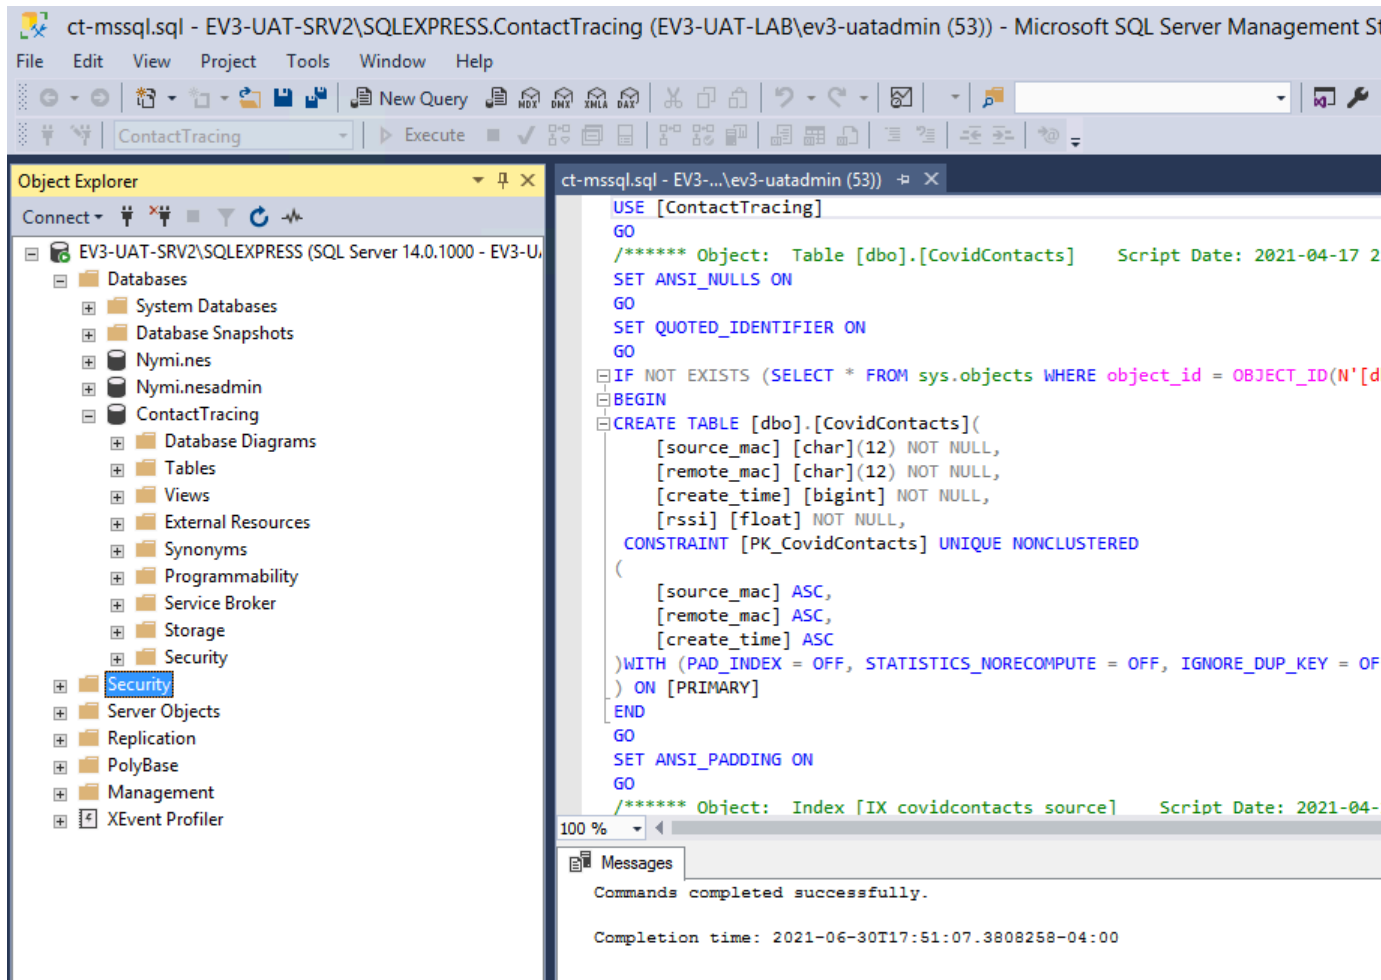 ct-mssql.sql - EV3-UAT-SRV2\SQLEXPRESS.ContactTracing (EV3-UAT-LAB\ev3-uatadmin (53)) - Microsoft SQL Server Management St
File Edit View Project Tools Window Help
New Query MDX DMX XMLA DAX
ContactTracing Execute
Object Explorer
Connect
EV3-UAT-SRV2\SQLEXPRESS (SQL Server 14.0.1000 - EV3-U
Databases
System Databases
Database Snapshots
Nymi.nes
Nymi.nesadmin
ContactTracing
Database Diagrams
Tables
Views
External Resources
Synonyms
Programmability
Service Broker
Storage
Security
Security
Server Objects
Replication
PolyBase
Management
XEvent Profiler
ct-mssql.sql - EV3-...\ev3-uatadmin (53))
USE [ContactTracing]
GO
/****** Object: Table [dbo].[CovidContacts] Script Date: 2021-04-17 2
SET ANSI_NULLS ON
GO
SET QUOTED_IDENTIFIER ON
GO
IF NOT EXISTS (SELECT * FROM sys.objects WHERE object_id = OBJECT_ID(N'[d
BEGIN
CREATE TABLE [dbo].[CovidContacts](
[source_mac] [char](12) NOT NULL,
[remote_mac] [char](12) NOT NULL,
[create_time] [bigint] NOT NULL,
[rssi] [float] NOT NULL,
CONSTRAINT [PK_CovidContacts] UNIQUE NONCLUSTERED
(
[source_mac] ASC,
[remote_mac] ASC,
[create_time] ASC
)WITH (PAD_INDEX = OFF, STATISTICS_NORECOMPUTE = OFF, IGNORE_DUP_KEY = OF
) ON [PRIMARY]
END
GO
SET ANSI_PADDING ON
GO
/****** Object: Index [IX covidcontacts source] Script Date: 2021-04-
100 %
Messages
Commands completed successfully.
Completion time: 2021-06-30T17:51:07.3808258-04:00